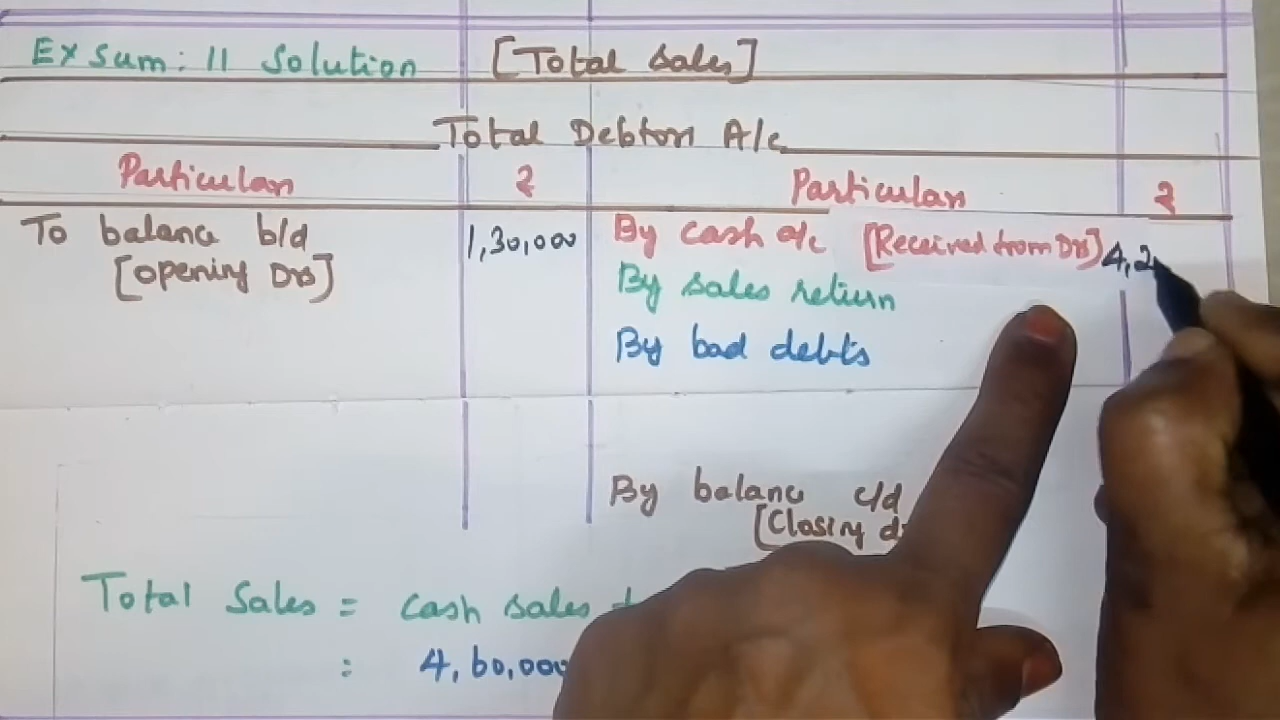 Ex sum: 11 Solution [Total Sales]
Total Debtors A/c
Particulars ₹ Particulars ₹
To balance b/d 1,30,000 By cash a/c [Received from Drs] 4,2
[Opening Drs] By sales return
By bad debts
By balance c/d
[Closing
Total Sales = cash sales
: 4,60,000